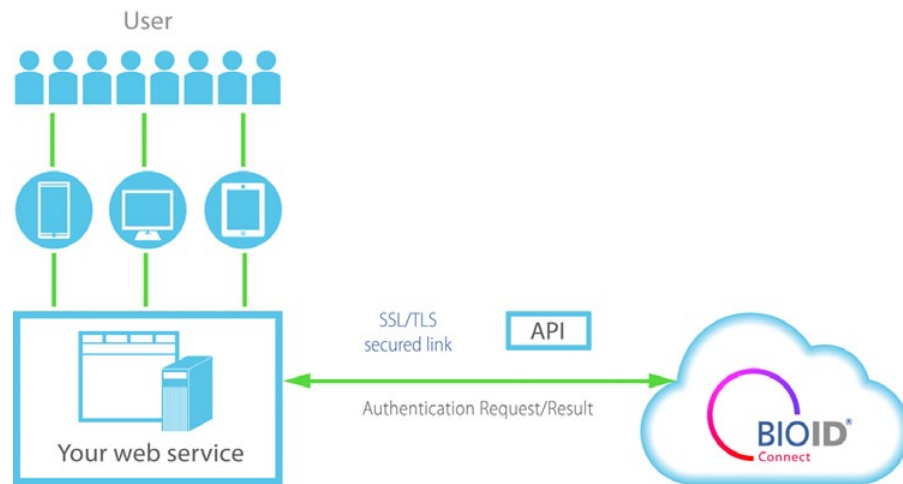 User
SSL/TLS
secured link
API
Authentication Request/Result
Your web service
BIOID®
Connect